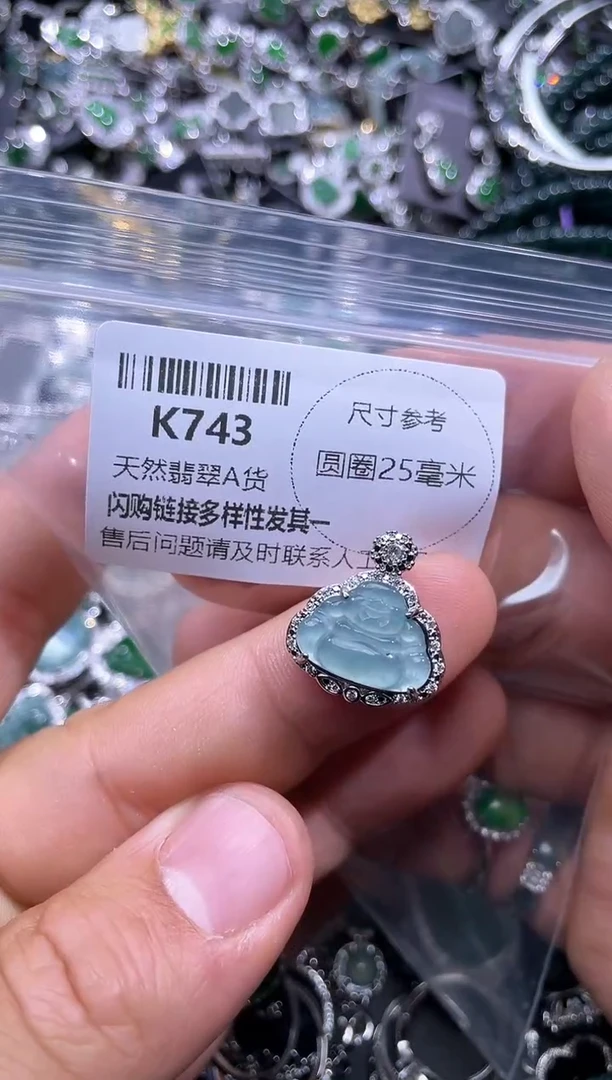 K743
天然翡翠A货
闪购链接多样性发其一
售后问题请及时联系人工
尺寸参考
圆圈25毫米